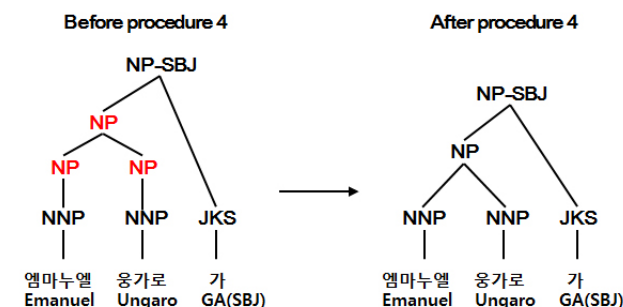 Before procedure 4
After procedure 4
NP-SBJ
NP
NP NP
NNP NNP JKS
엠마누엘 웅가로 가
Emanuel Ungaro GA(SBJ)
NP-SBJ
NP
NNP NNP JKS
엠마누엘 웅가로 가
Emanuel Ungaro GA(SBJ)